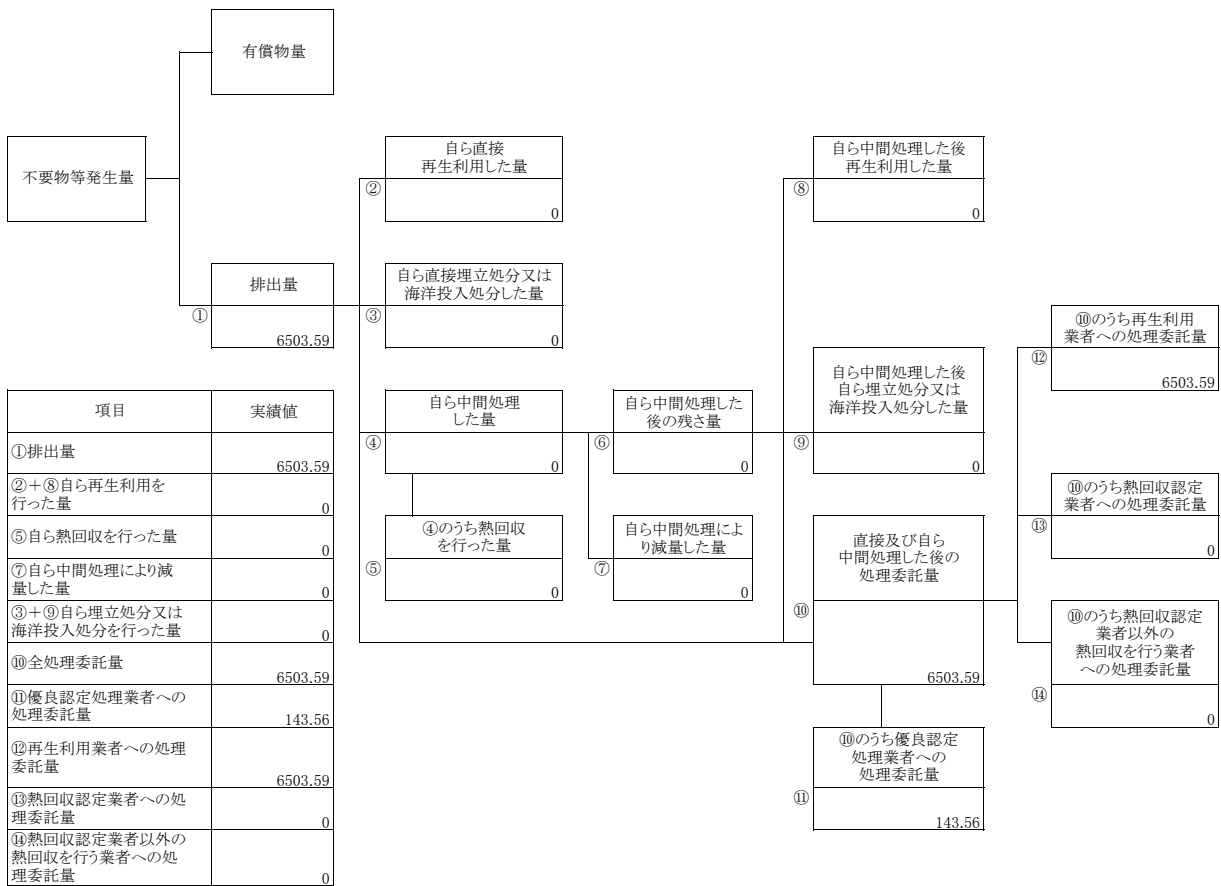 有償物量
不要物等発生量
自ら直接
再生利用した量
②
0
自ら中間処理した後
再生利用した量
⑧
0
排出量
①
6503.59
自ら直接埋立処分又は
海洋投入処分した量
③
0
⑩のうち再生利用
業者への処理委託量
⑫
6503.59
自ら中間処理
した量
④
0
自ら中間処理した
後の残さ量
⑥
0
自ら中間処理した後
自ら埋立処分又は
海洋投入処分した量
⑨
0
⑩のうち熱回収認定
業者への処理委託量
⑬
0
④のうち熱回収
を行った量
⑤
0
自ら中間処理によ
り減量した量
⑦
0
直接及び自ら
中間処理した後の
処理委託量
⑩
6503.59
⑩のうち熱回収認定
業者以外の
熱回収を行う業者
への処理委託量
⑭
0
⑩のうち優良認定
処理業者への
処理委託量
⑪
143.56
項目
実績値
①排出量
6503.59
②+⑧自ら再生利用を
行った量
0
⑤自ら熱回収を行った量
0
⑦自ら中間処理により減
量した量
0
③+⑨自ら埋立処分又は
海洋投入処分を行った量
0
⑩全処理委託量
6503.59
⑪優良認定処理業者への
処理委託量
143.56
⑫再生利用業者への処理
委託量
6503.59
⑬熱回収認定業者への処
理委託量
0
⑭熱回収認定業者以外の
熱回収を行う業者への処
理委託量
0